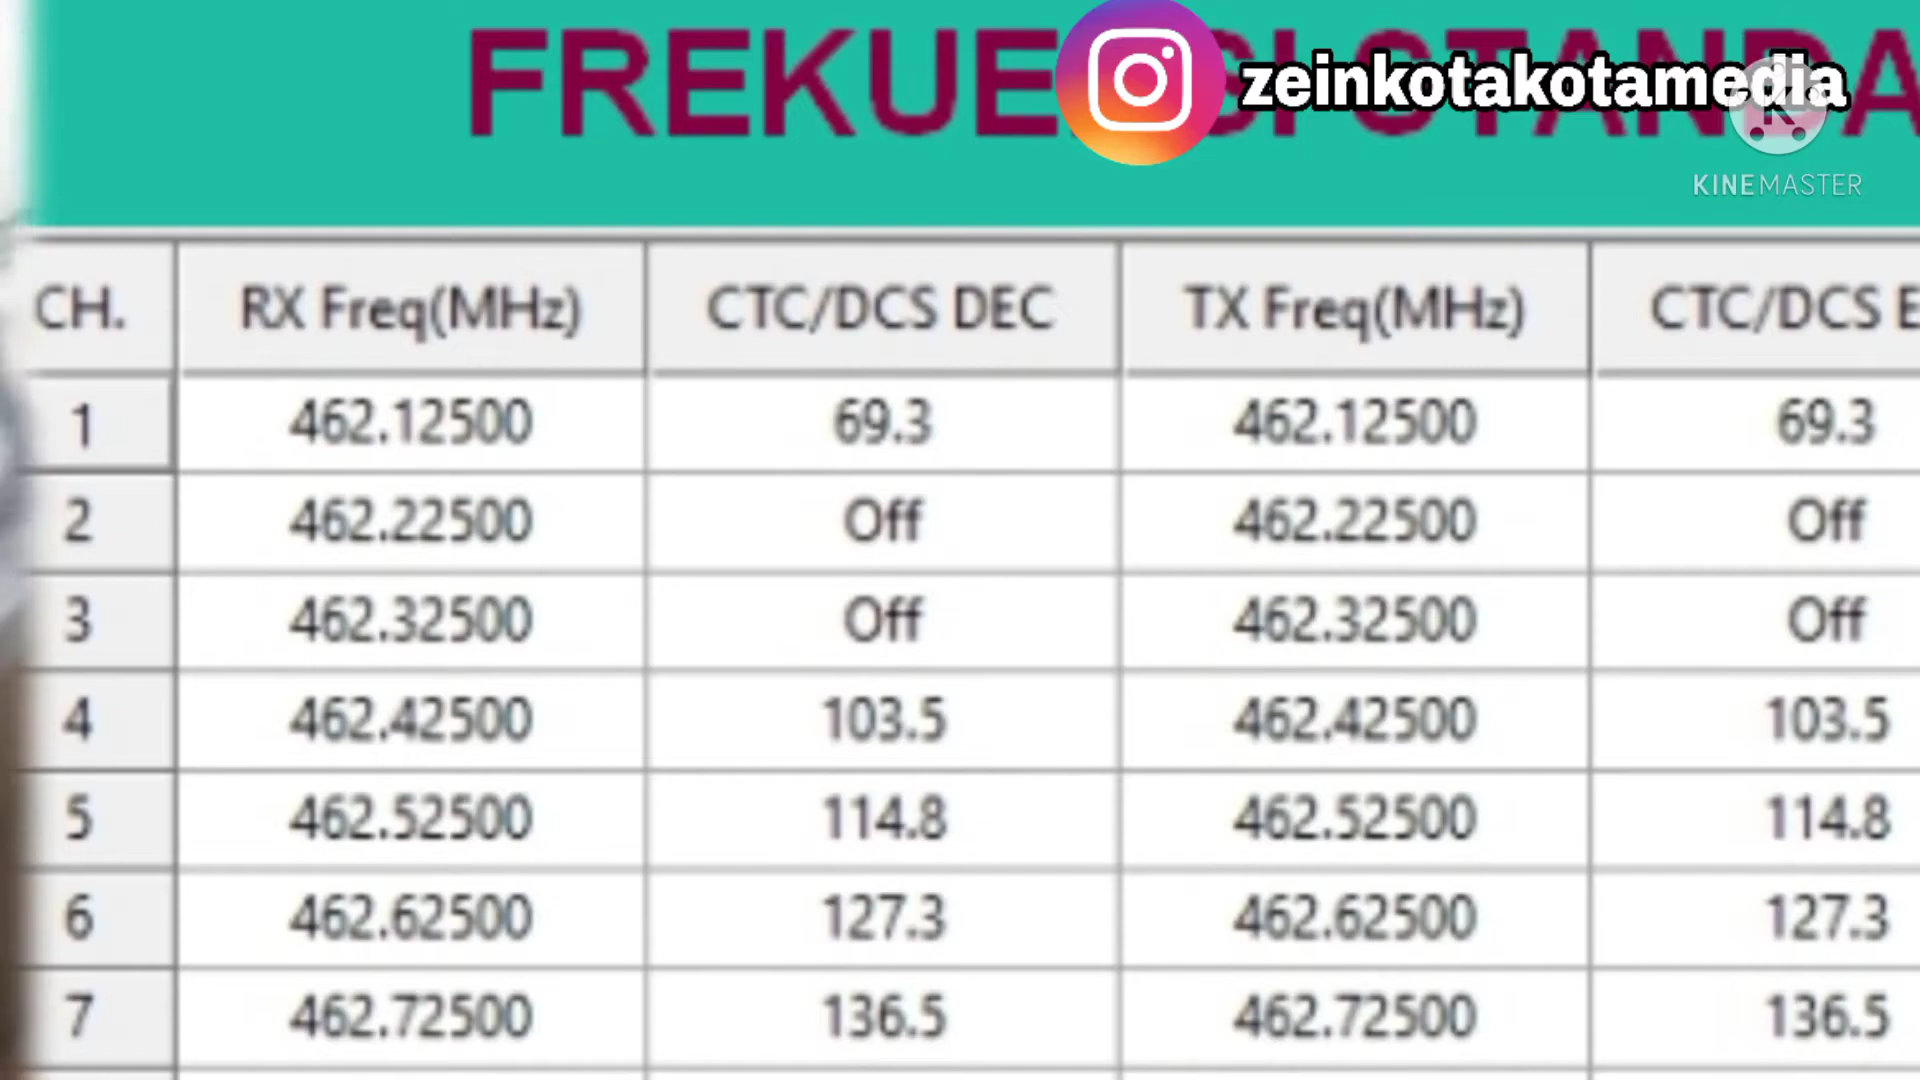 zeinkotakotamedia
KINEMASTER
CH. RX Freq(MHz) CTC/DCS DEC TX Freq(MHz) CTC/DCS E
1 462.12500 69.3 462.12500 69.3
2 462.22500 Off 462.22500 Off
3 462.32500 Off 462.32500 Off
4 462.42500 103.5 462.42500 103.5
5 462.52500 114.8 462.52500 114.8
6 462.62500 127.3 462.62500 127.3
7 462.72500 136.5 462.72500 136.5